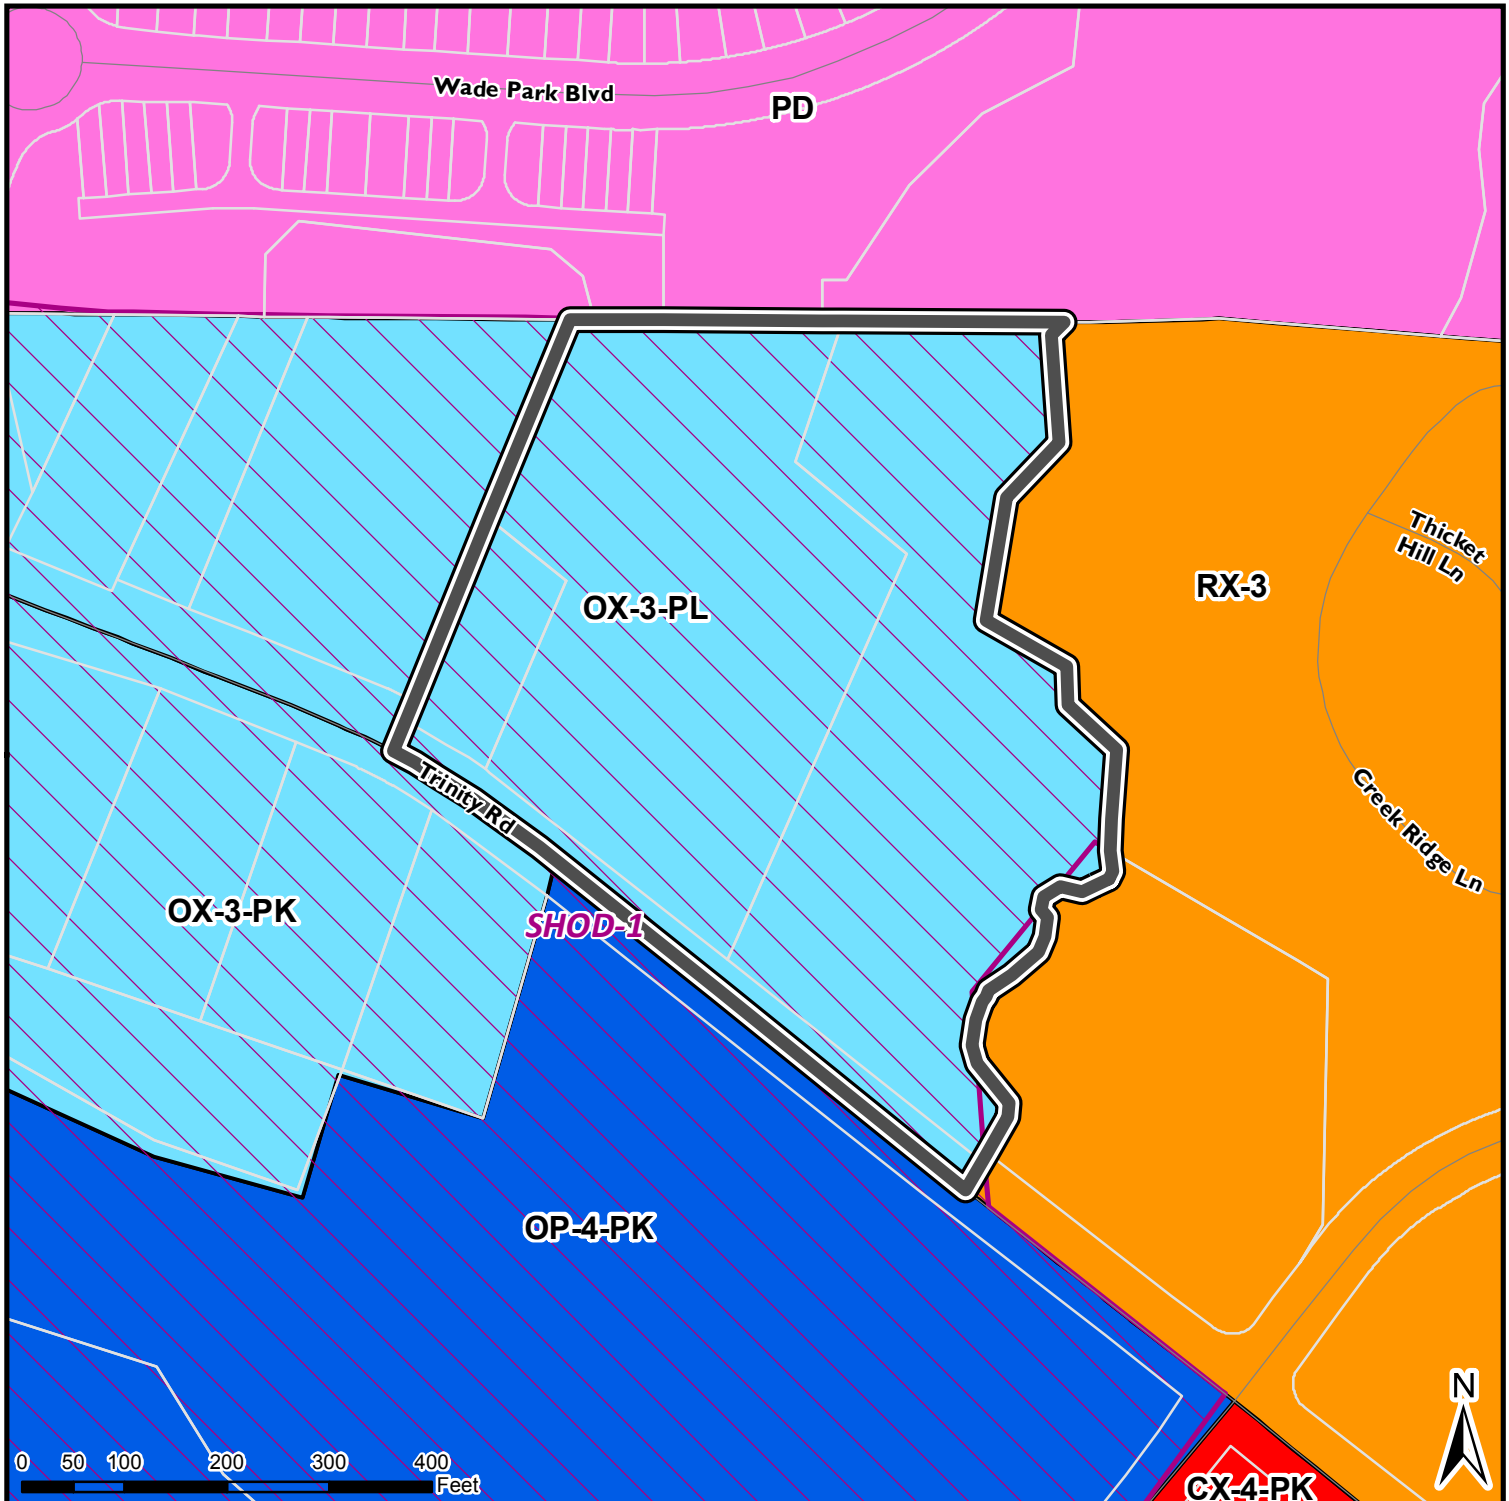 Wade Park Blvd
PD
Thicket
Hill Ln
RX-3
OX-3-PL
Trinity Rd
Creek Ridge Ln
OX-3-PK
SHOD-1
OP-4-PK
N
0 50 100 200 300 400
Feet
CX-4-PK